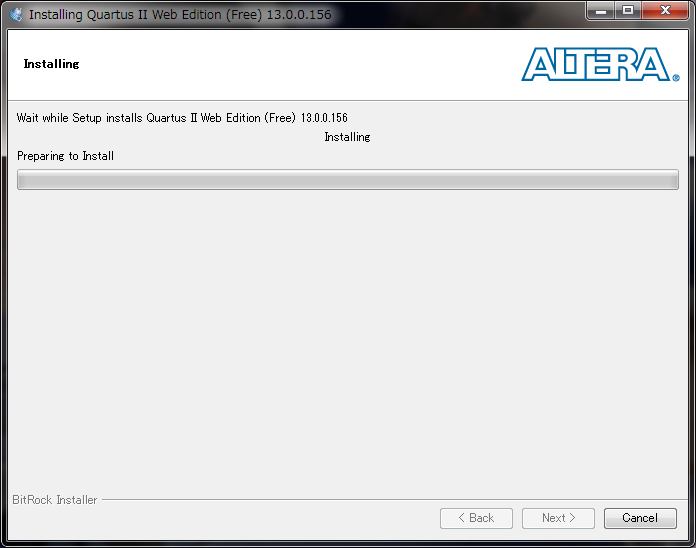 Installing Quartus II Web Edition (Free) 13.0.0.156
Installing
ALTERA®
Wait while Setup installs Quartus II Web Edition (Free) 13.0.0.156
Installing
Preparing to Install
BitRock Installer
< Back
Next >
Cancel